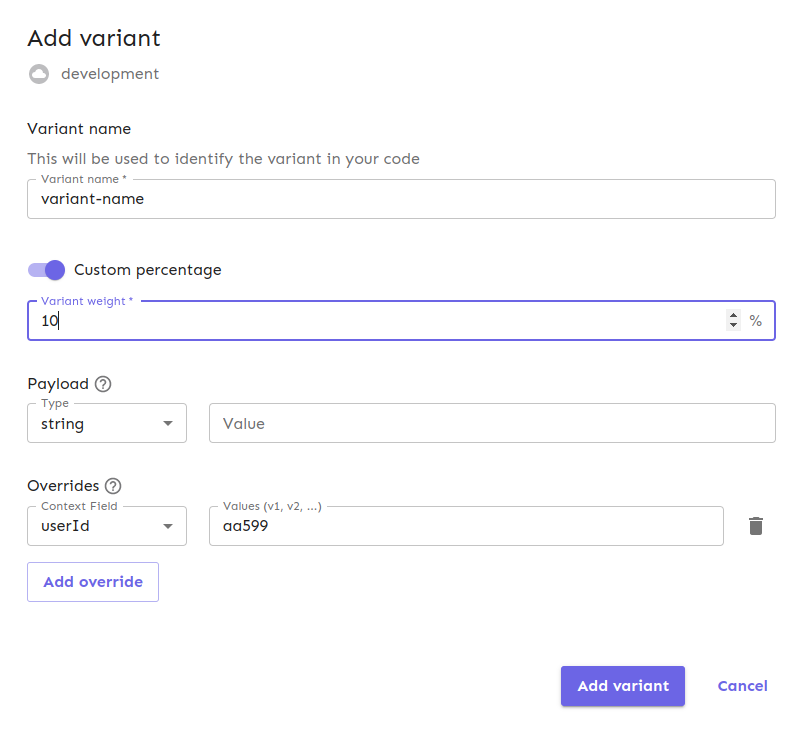 Add variant
development
Variant name
This will be used to identify the variant in your code
Variant name *
variant-name
Custom percentage
Variant weight *
10 %
Payload ?
Type
string Value
Overrides ?
Context Field Values (v1, v2, ...)
userId aa599
Add override
Add variant Cancel